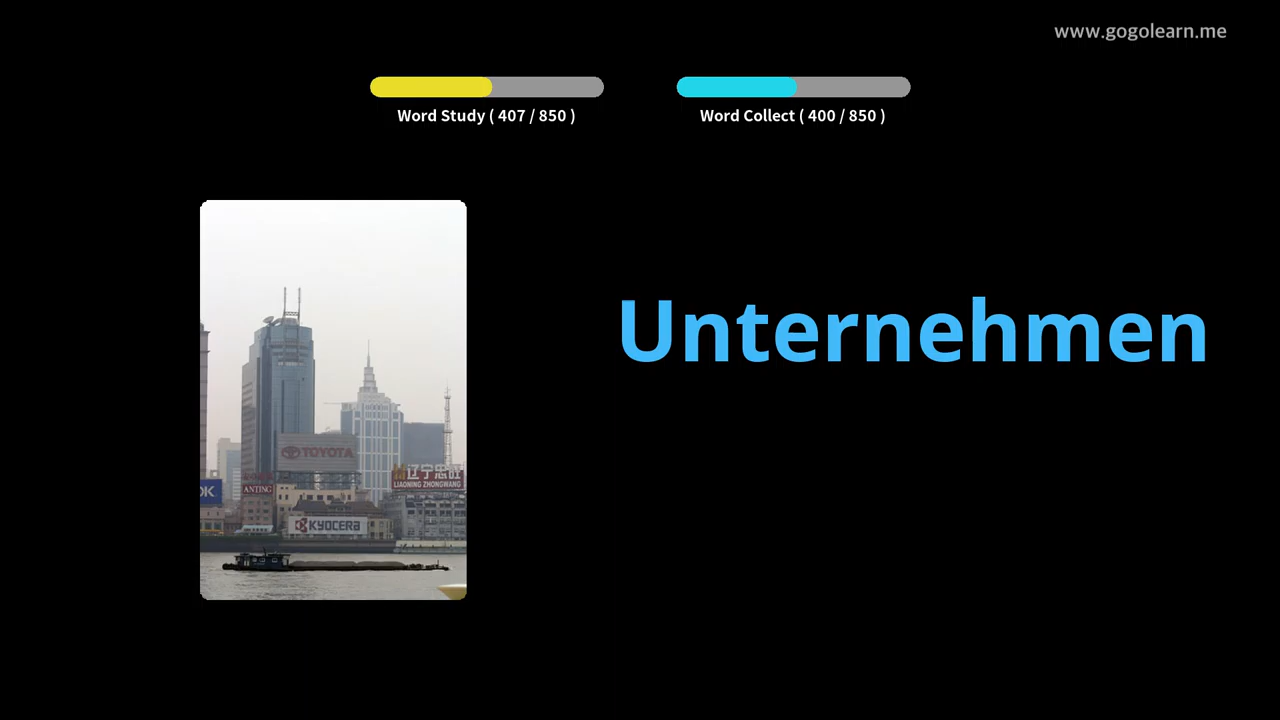 www.gogolearn.me
Word Study ( 407 / 850 )
Word Collect ( 400 / 850 )
Unternehmen
TOYOTA
辽宁忠旺
LIAONING ZHONGWANG
OK
ANTING
KYOCERA